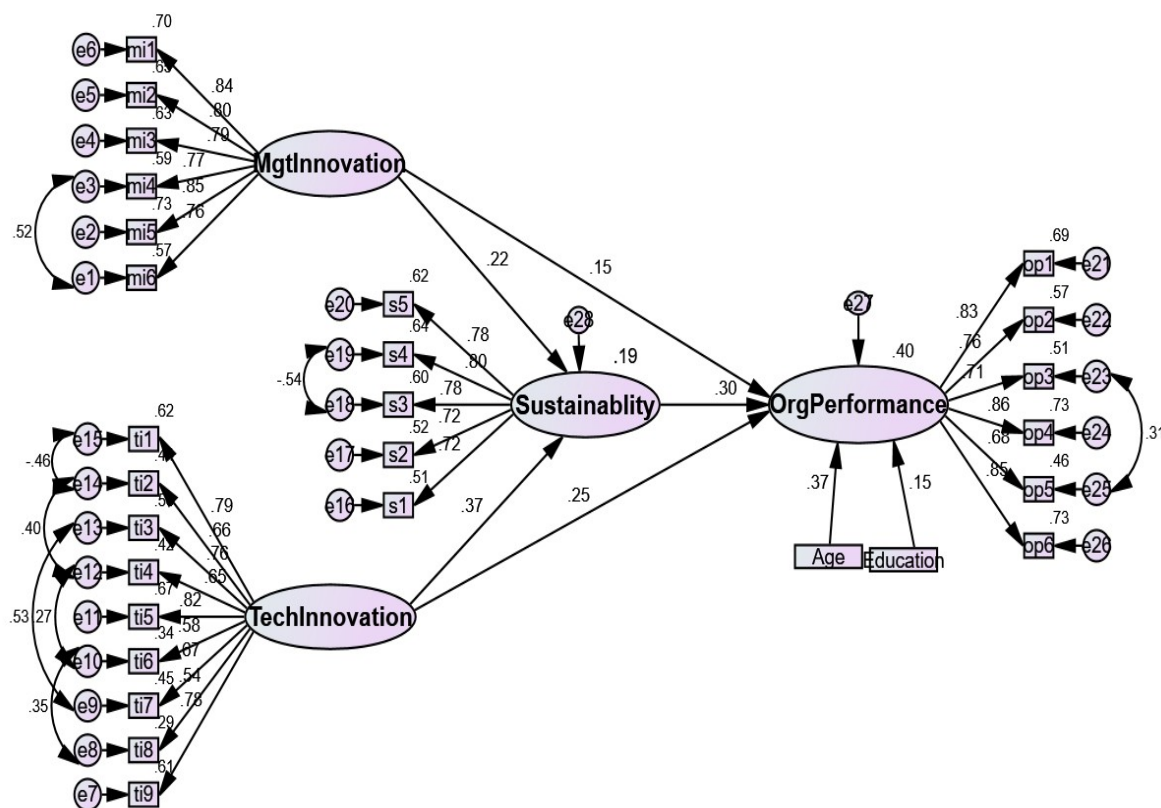 .70
e6 mi1
.65
.84
e5 mi2
.80
.63
e4 mi3
.79
.59
.77
e3 mi4
.85
.73
.76
e2 mi5
.52
.57
e1 mi6
MgtInnovation
.22
.15
.62
e20 s5
.78
.64
e19 s4
.80
.60
-.54
e18 s3
.78
.52
.72
e17 s2
.72
.51
e16 s1
e28
.19
Sustainablity
.30
.37
.25
e27
.40
OrgPerformance
.37
.15
Age
Education
.69
op1 e21
.83
.57
op2 e22
.76
.51
.71
op3 e23
.86
.73
op4 e24
.31
.68
.46
op5 e25
.85
.73
op6 e26
.62
e15 ti1
-.46
e14 ti2
.79
.40
e13 ti3
.66
.76
.42
e12 ti4
.65
.67
.82
.53
.27
e11 ti5
.58
.34
.67
e10 ti6
.54
.45
.78
.35
e9 ti7
.29
e8 ti8
.61
e7 ti9
TechInnovation